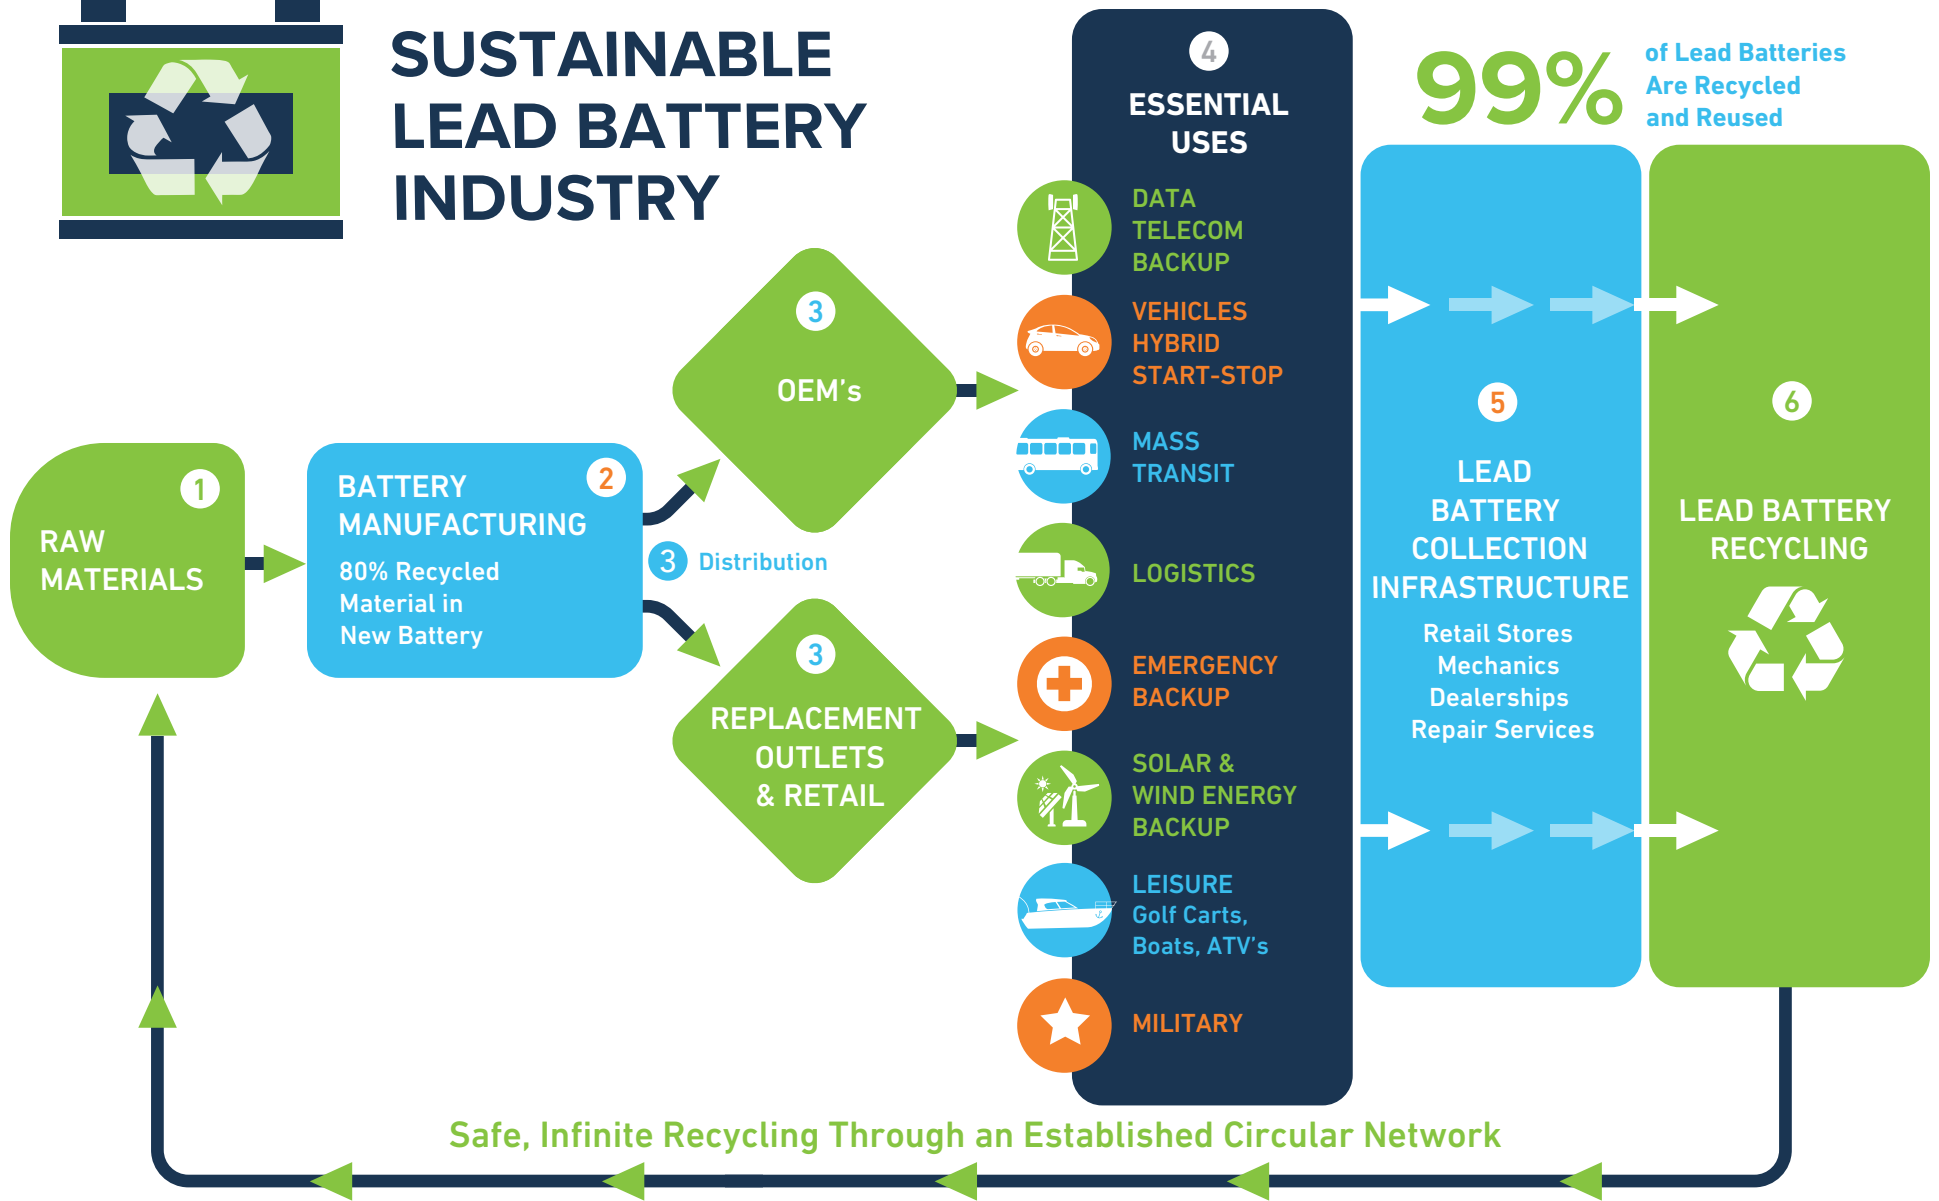 SUSTAINABLE
LEAD BATTERY
INDUSTRY
1
RAW
MATERIALS
2
BATTERY
MANUFACTURING
80% Recycled
Material in
New Battery
3 Distribution
3
OEM's
3
REPLACEMENT
OUTLETS
& RETAIL
4
ESSENTIAL
USES
DATA
TELECOM
BACKUP
VEHICLES
HYBRID
START-STOP
MASS
TRANSIT
LOGISTICS
EMERGENCY
BACKUP
SOLAR &
WIND ENERGY
BACKUP
LEISURE
Golf Carts,
Boats, ATV's
MILITARY
99%
of Lead Batteries
Are Recycled
and Reused
5
LEAD
BATTERY
COLLECTION
INFRASTRUCTURE
Retail Stores
Mechanics
Dealerships
Repair Services
6
LEAD BATTERY
RECYCLING
Safe, Infinite Recycling Through an Established Circular Network